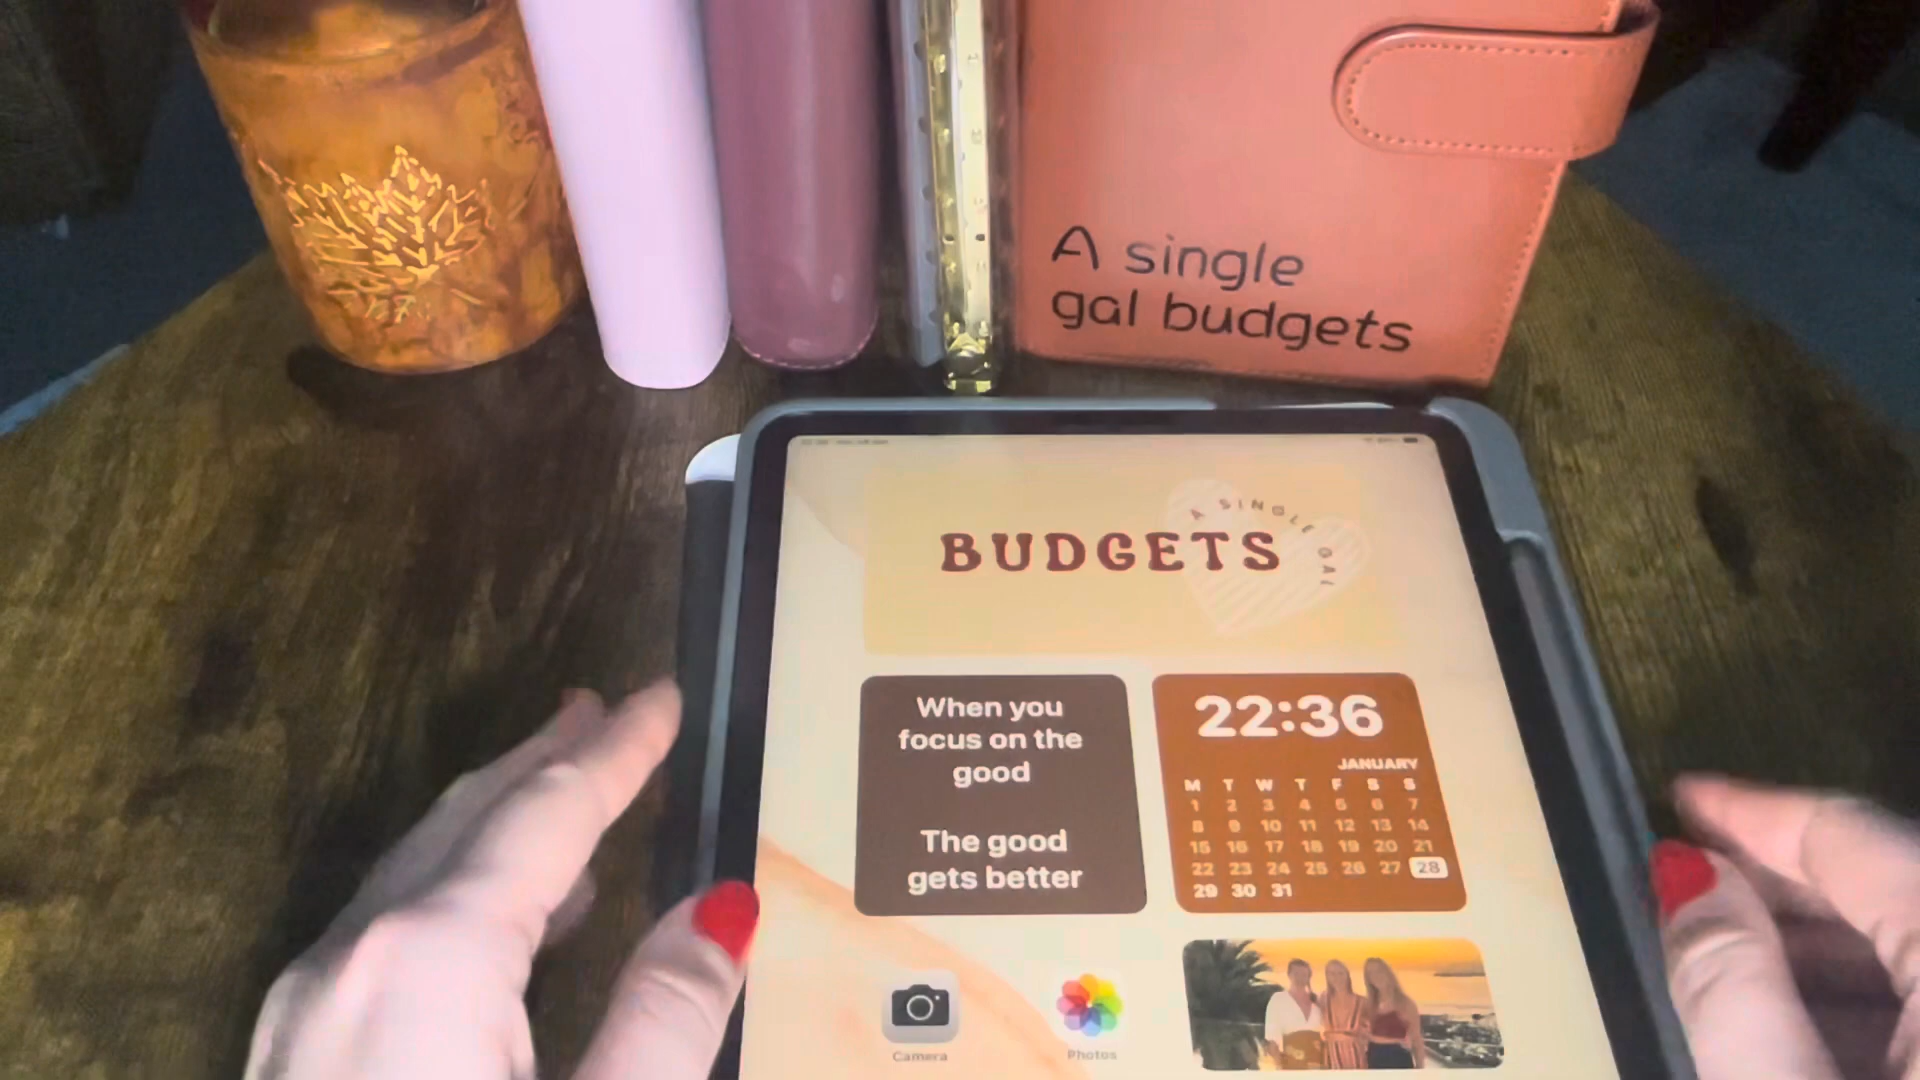 A single
gal budgets
A SINGLE GAL
BUDGETS
When you
focus on the
good
The good
gets better
22:36
JANUARY
M T W T F S S
1 2 3 4 5 6 7
8 9 10 11 12 13 14
15 16 17 18 19 20 21
22 23 24 25 26 27 28
29 30 31
Camera
Photos